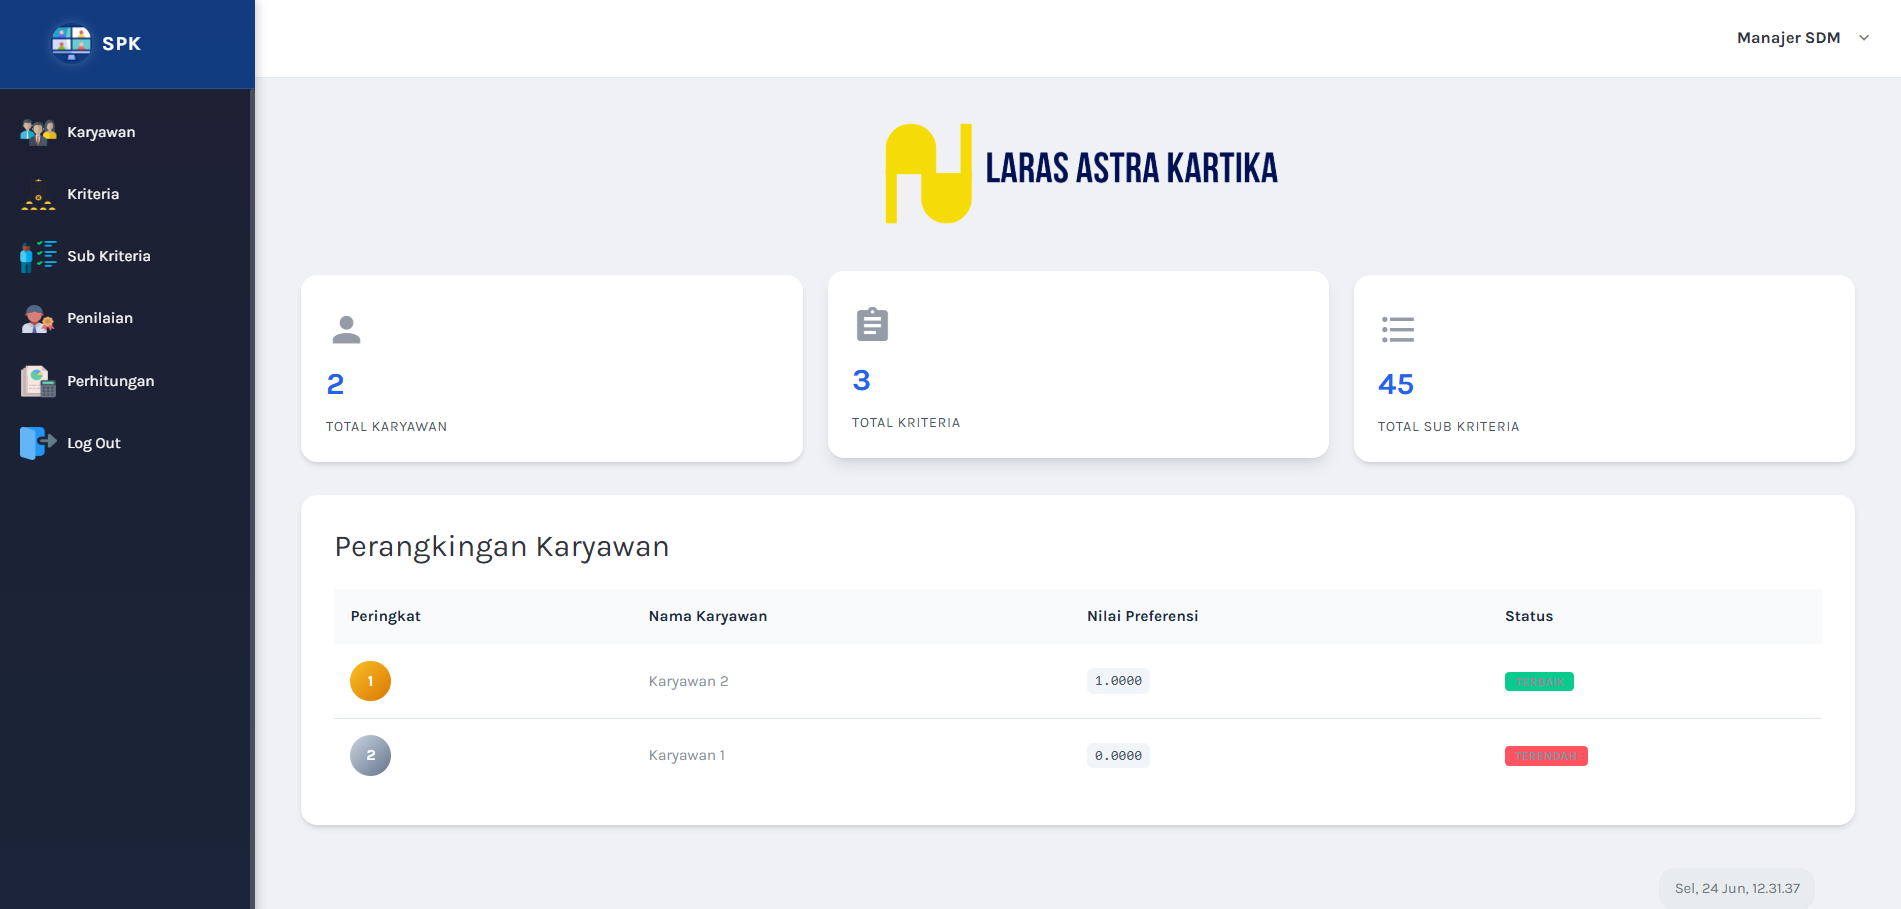 SPK
Manajer SDM
Karyawan
Kriteria
Sub Kriteria
Penilaian
Perhitungan
Log Out
LARAS ASTRA KARTIKA
2
TOTAL KARYAWAN
3
TOTAL KRITERIA
45
TOTAL SUB KRITERIA
Perangkingan Karyawan
Peringkat Nama Karyawan Nilai Preferensi Status
1 Karyawan 2 1.0000 TERBAIK
2 Karyawan 1 0.0000 TERENDAH
Sel, 24 Jun, 12.31.37